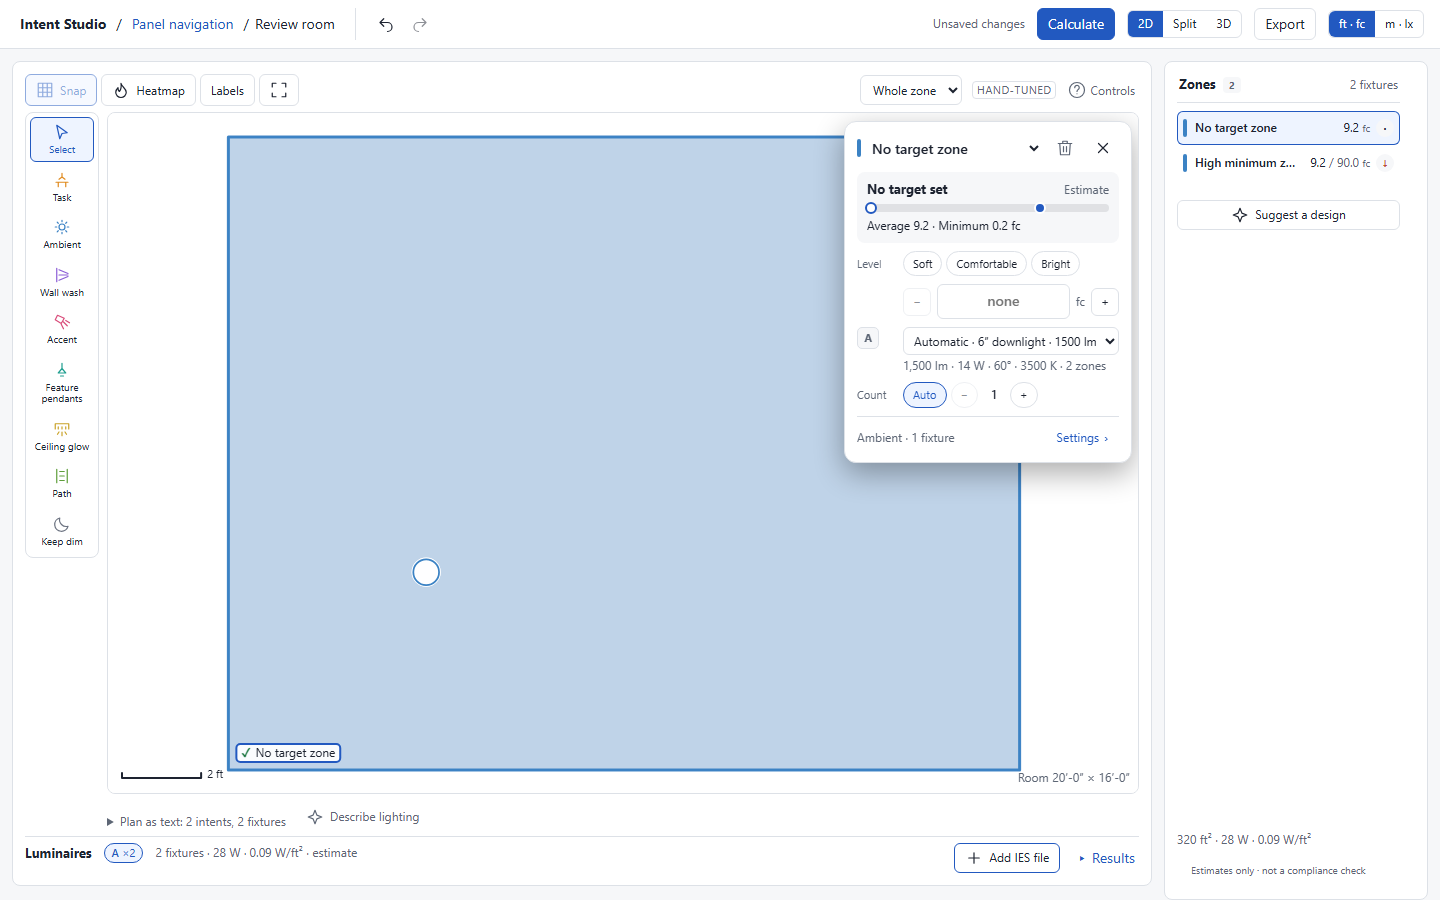 Intent Studio / Panel navigation / Review room
Unsaved changes
Calculate
2D Split 3D
Export
ft · fc m · lx
Snap
Heatmap
Labels
Whole zone
HAND-TUNED
Controls
Select
Task
Ambient
Wall wash
Accent
Feature
pendants
Ceiling glow
Path
Keep dim
No target zone
No target set
Estimate
Average 9.2 · Minimum 0.2 fc
Level Soft Comfortable Bright
− none fc +
A Automatic · 6" downlight · 1500 lm
1,500 lm · 14 W · 60° · 3500 K · 2 zones
Count Auto − 1 +
Ambient · 1 fixture
Settings ›
✓ No target zone
2 ft
Room 20'-0" × 16'-0"
Plan as text: 2 intents, 2 fixtures
Describe lighting
Luminaires A ×2 2 fixtures · 28 W · 0.09 W/ft² · estimate
Add IES file
Results
Zones 2
2 fixtures
No target zone 9.2 fc ·
High minimum z... 9.2 / 90.0 fc ↓
Suggest a design
320 ft² · 28 W · 0.09 W/ft²
Estimates only · not a compliance check